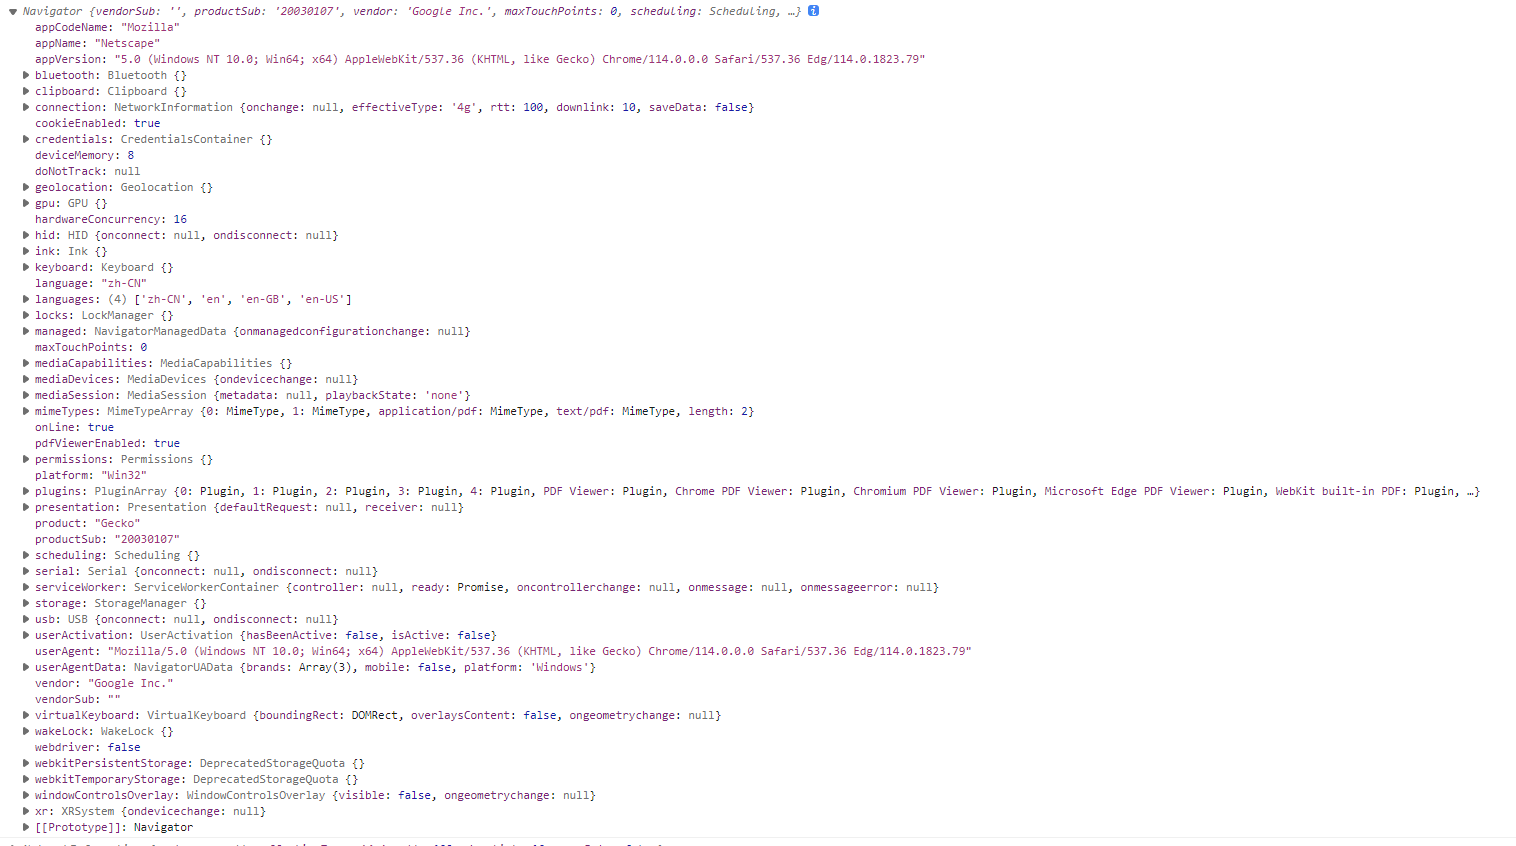 Navigator {vendorSub: '', productSub: '20030107', vendor: 'Google Inc.', maxTouchPoints: 0, scheduling: Scheduling, …} i
appCodeName: "Mozilla"
appName: "Netscape"
appVersion: "5.0 (Windows NT 10.0; Win64; x64) AppleWebKit/537.36 (KHTML, like Gecko) Chrome/114.0.0.0 Safari/537.36 Edg/114.0.1823.79"
bluetooth: Bluetooth {}
clipboard: Clipboard {}
connection: NetworkInformation {onchange: null, effectiveType: '4g', rtt: 100, downlink: 10, saveData: false}
cookieEnabled: true
credentials: CredentialsContainer {}
deviceMemory: 8
doNotTrack: null
geolocation: Geolocation {}
gpu: GPU {}
hardwareConcurrency: 16
hid: HID {onconnect: null, ondisconnect: null}
ink: Ink {}
keyboard: Keyboard {}
language: "zh-CN"
languages: (4) ['zh-CN', 'en', 'en-GB', 'en-US']
locks: LockManager {}
managed: NavigatorManagedData {onmanagedconfigurationchange: null}
maxTouchPoints: 0
mediaCapabilities: MediaCapabilities {}
mediaDevices: MediaDevices {ondevicechange: null}
mediaSession: MediaSession {metadata: null, playbackState: 'none'}
mimeTypes: MimeTypeArray {0: MimeType, 1: MimeType, application/pdf: MimeType, text/pdf: MimeType, length: 2}
onLine: true
pdfViewerEnabled: true
permissions: Permissions {}
platform: "Win32"
plugins: PluginArray {0: Plugin, 1: Plugin, 2: Plugin, 3: Plugin, 4: Plugin, PDF Viewer: Plugin, Chrome PDF Viewer: Plugin, Chromium PDF Viewer: Plugin, Microsoft Edge PDF Viewer: Plugin, WebKit built-in PDF: Plugin, …}
presentation: Presentation {defaultRequest: null, receiver: null}
product: "Gecko"
productSub: "20030107"
scheduling: Scheduling {}
serial: Serial {onconnect: null, ondisconnect: null}
serviceWorker: ServiceWorkerContainer {controller: null, ready: Promise, oncontrollerchange: null, onmessage: null, onmessageerror: null}
storage: StorageManager {}
usb: USB {onconnect: null, ondisconnect: null}
userActivation: UserActivation {hasBeenActive: false, isActive: false}
userAgent: "Mozilla/5.0 (Windows NT 10.0; Win64; x64) AppleWebKit/537.36 (KHTML, like Gecko) Chrome/114.0.0.0 Safari/537.36 Edg/114.0.1823.79"
userAgentData: NavigatorUAData {brands: Array(3), mobile: false, platform: 'Windows'}
vendor: "Google Inc."
vendorSub: ""
virtualKeyboard: VirtualKeyboard {boundingRect: DOMRect, overlaysContent: false, ongeometrychange: null}
wakeLock: WakeLock {}
webdriver: false
webkitPersistentStorage: DeprecatedStorageQuota {}
webkitTemporaryStorage: DeprecatedStorageQuota {}
windowControlsOverlay: WindowControlsOverlay {visible: false, ongeometrychange: null}
xr: XRSystem {ondevicechange: null}
[[Prototype]]: Navigator